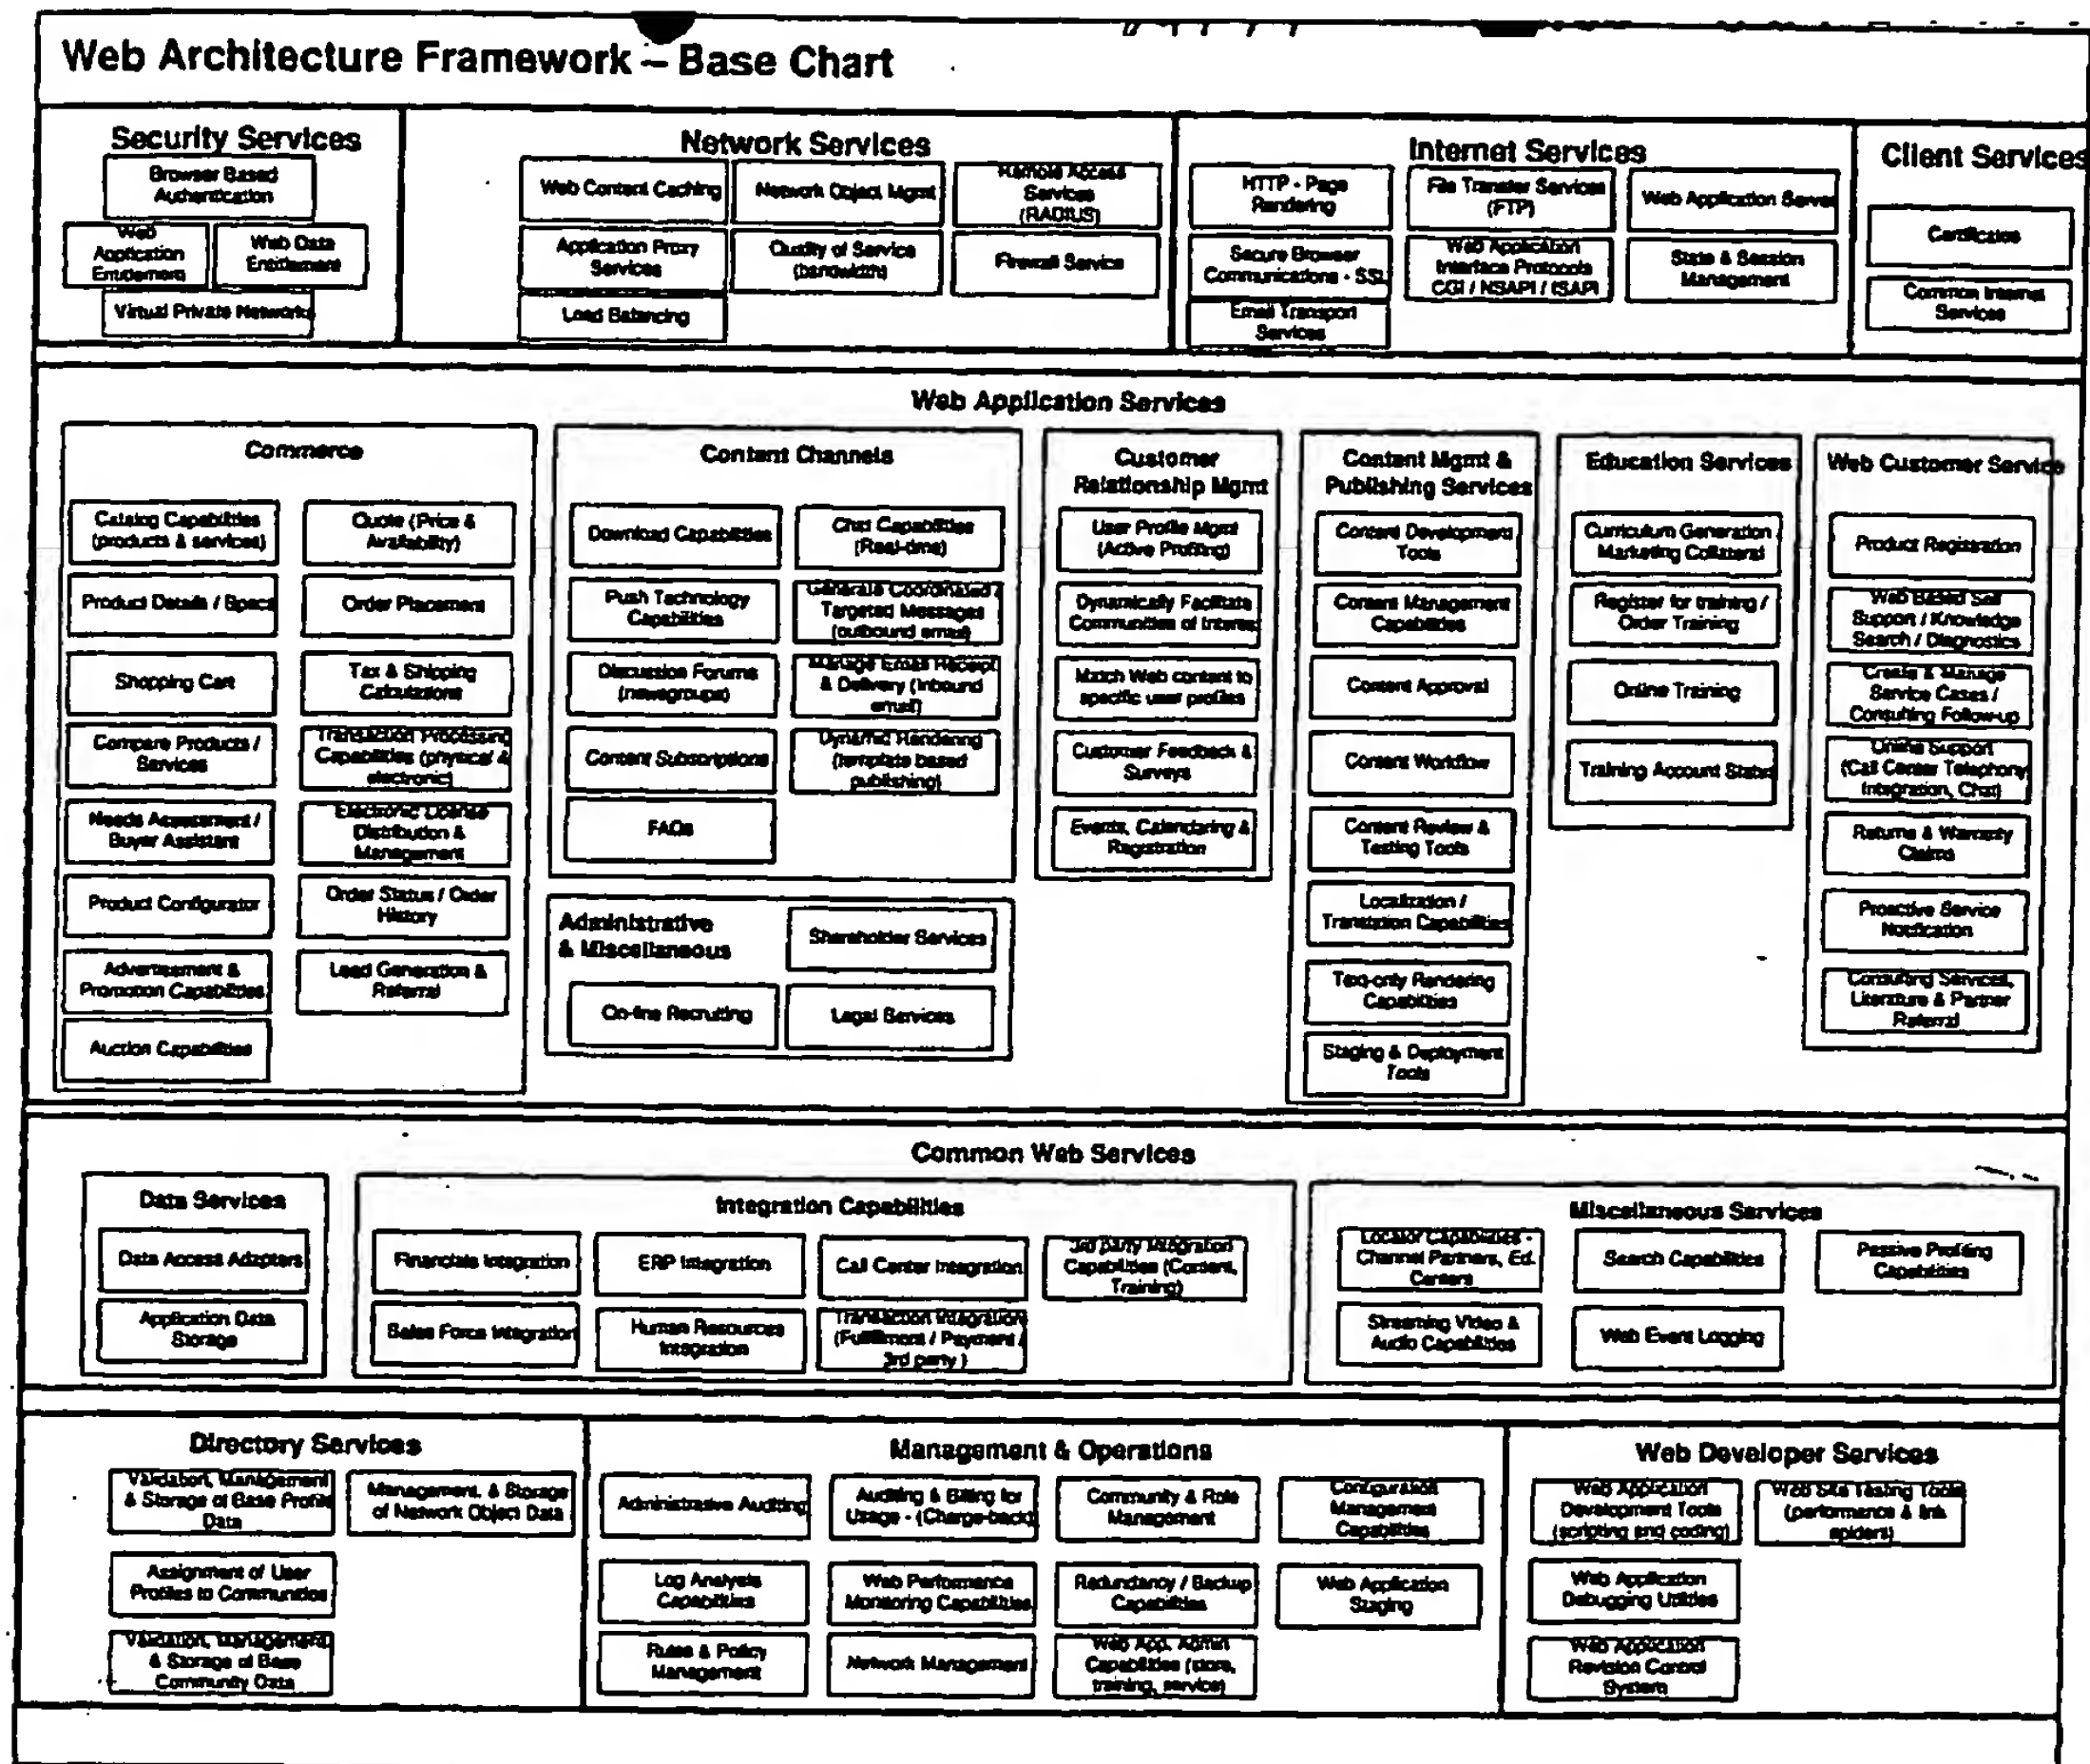 Web Architecture Framework – Base Chart
Security Services
Browser Based
Authentication
Web
Application
Entitlement
Web Data
Entitlement
Virtual Private Networks
Network Services
Web Content Caching
Network Object Mgmt
Remote Access
Services
(RADIUS)
Application Proxy
Services
Quality of Service
(bandwidth)
Firewall Service
Load Balancing
Internet Services
HTTP - Page
Rendering
File Transfer Services
(FTP)
Web Application Server
Secure Browser
Communications - SSL
Web Application
Interface Protocols
CGI / NSAPI / ISAPI
State & Session
Management
Email Transport
Services
Client Services
Certificates
Common Internet
Services
Web Application Services
Commerce
Catalog Capabilities
(products & services)
Quote (Price &
Availability)
Product Details / Specs
Order Placement
Shopping Cart
Tax & Shipping
Calculations
Compare Products /
Services
Transaction Processing
Capabilities (physical &
electronic)
Needs Assessment /
Buyer Assistant
Electronic License
Distribution &
Management
Product Configurator
Order Status / Order
History
Advertisement &
Promotion Capabilities
Lead Generation &
Referral
Auction Capabilities
Content Channels
Download Capabilities
Chat Capabilities
(Real-time)
Push Technology
Capabilities
Generate Coordinated /
Targeted Messages
(outbound email)
Discussion Forums
(newsgroups)
Manage Email Receipt
& Delivery (inbound
email)
Content Subscriptions
Dynamic Rendering
(template based
publishing)
FAQs
Administrative
& Miscellaneous
Shareholder Services
On-line Recruiting
Legal Services
Customer
Relationship Mgmt
User Profile Mgmt
(Active Profiling)
Dynamically Facilitate
Communities of Interest
Match Web content to
specific user profiles
Customer Feedback &
Surveys
Events, Calendaring &
Registration
Content Mgmt &
Publishing Services
Content Development
Tools
Content Management
Capabilities
Content Approval
Content Workflow
Content Review &
Testing Tools
Localization /
Translation Capabilities
Text-only Rendering
Capabilities
Staging & Deployment
Tools
Education Services
Curriculum Generation /
Marketing Collateral
Register for training /
Order Training
Online Training
Training Account Status
Web Customer Service
Product Registration
Web Based Self
Support / Knowledge
Search / Diagnostics
Create & Manage
Service Cases /
Consulting Follow-up
Online Support
(Call Center Telephony
Integration, Chat)
Returns & Warranty
Claims
Proactive Service
Notification
Consulting Services,
Literature & Partner
Referral
Common Web Services
Data Services
Data Access Adapters
Application Data
Storage
Integration Capabilities
Financials Integration
ERP Integration
Call Center Integration
3rd party Integration
Capabilities (Content,
Training)
Sales Force Integration
Human Resources
Integration
Transaction Integration
(Fulfillment / Payment /
3rd party )
Miscellaneous Services
Locator Capabilities -
Channel Partners, Ed.
Centers
Search Capabilities
Passive Profiling
Capabilities
Streaming Video &
Audio Capabilities
Web Event Logging
Directory Services
Validation, Management
& Storage of Base Profile
Data
Management, & Storage
of Network Object Data
Assignment of User
Profiles to Communities
Validation, Management
& Storage of Base
Community Data
Management & Operations
Administrative Auditing
Auditing & Billing for
Usage - (Charge-back)
Community & Role
Management
Configuration
Management
Capabilities
Log Analysis
Capabilities
Web Performance
Monitoring Capabilities
Redundancy / Backup
Capabilities
Web Application
Staging
Rules & Policy
Management
Network Management
Web App. Admin
Capabilities (store,
training, service)
Web Developer Services
Web Application
Development Tools
(scripting and coding)
Web Site Testing Tools
(performance & link
spiders)
Web Application
Debugging Utilities
Web Application
Revision Control
System